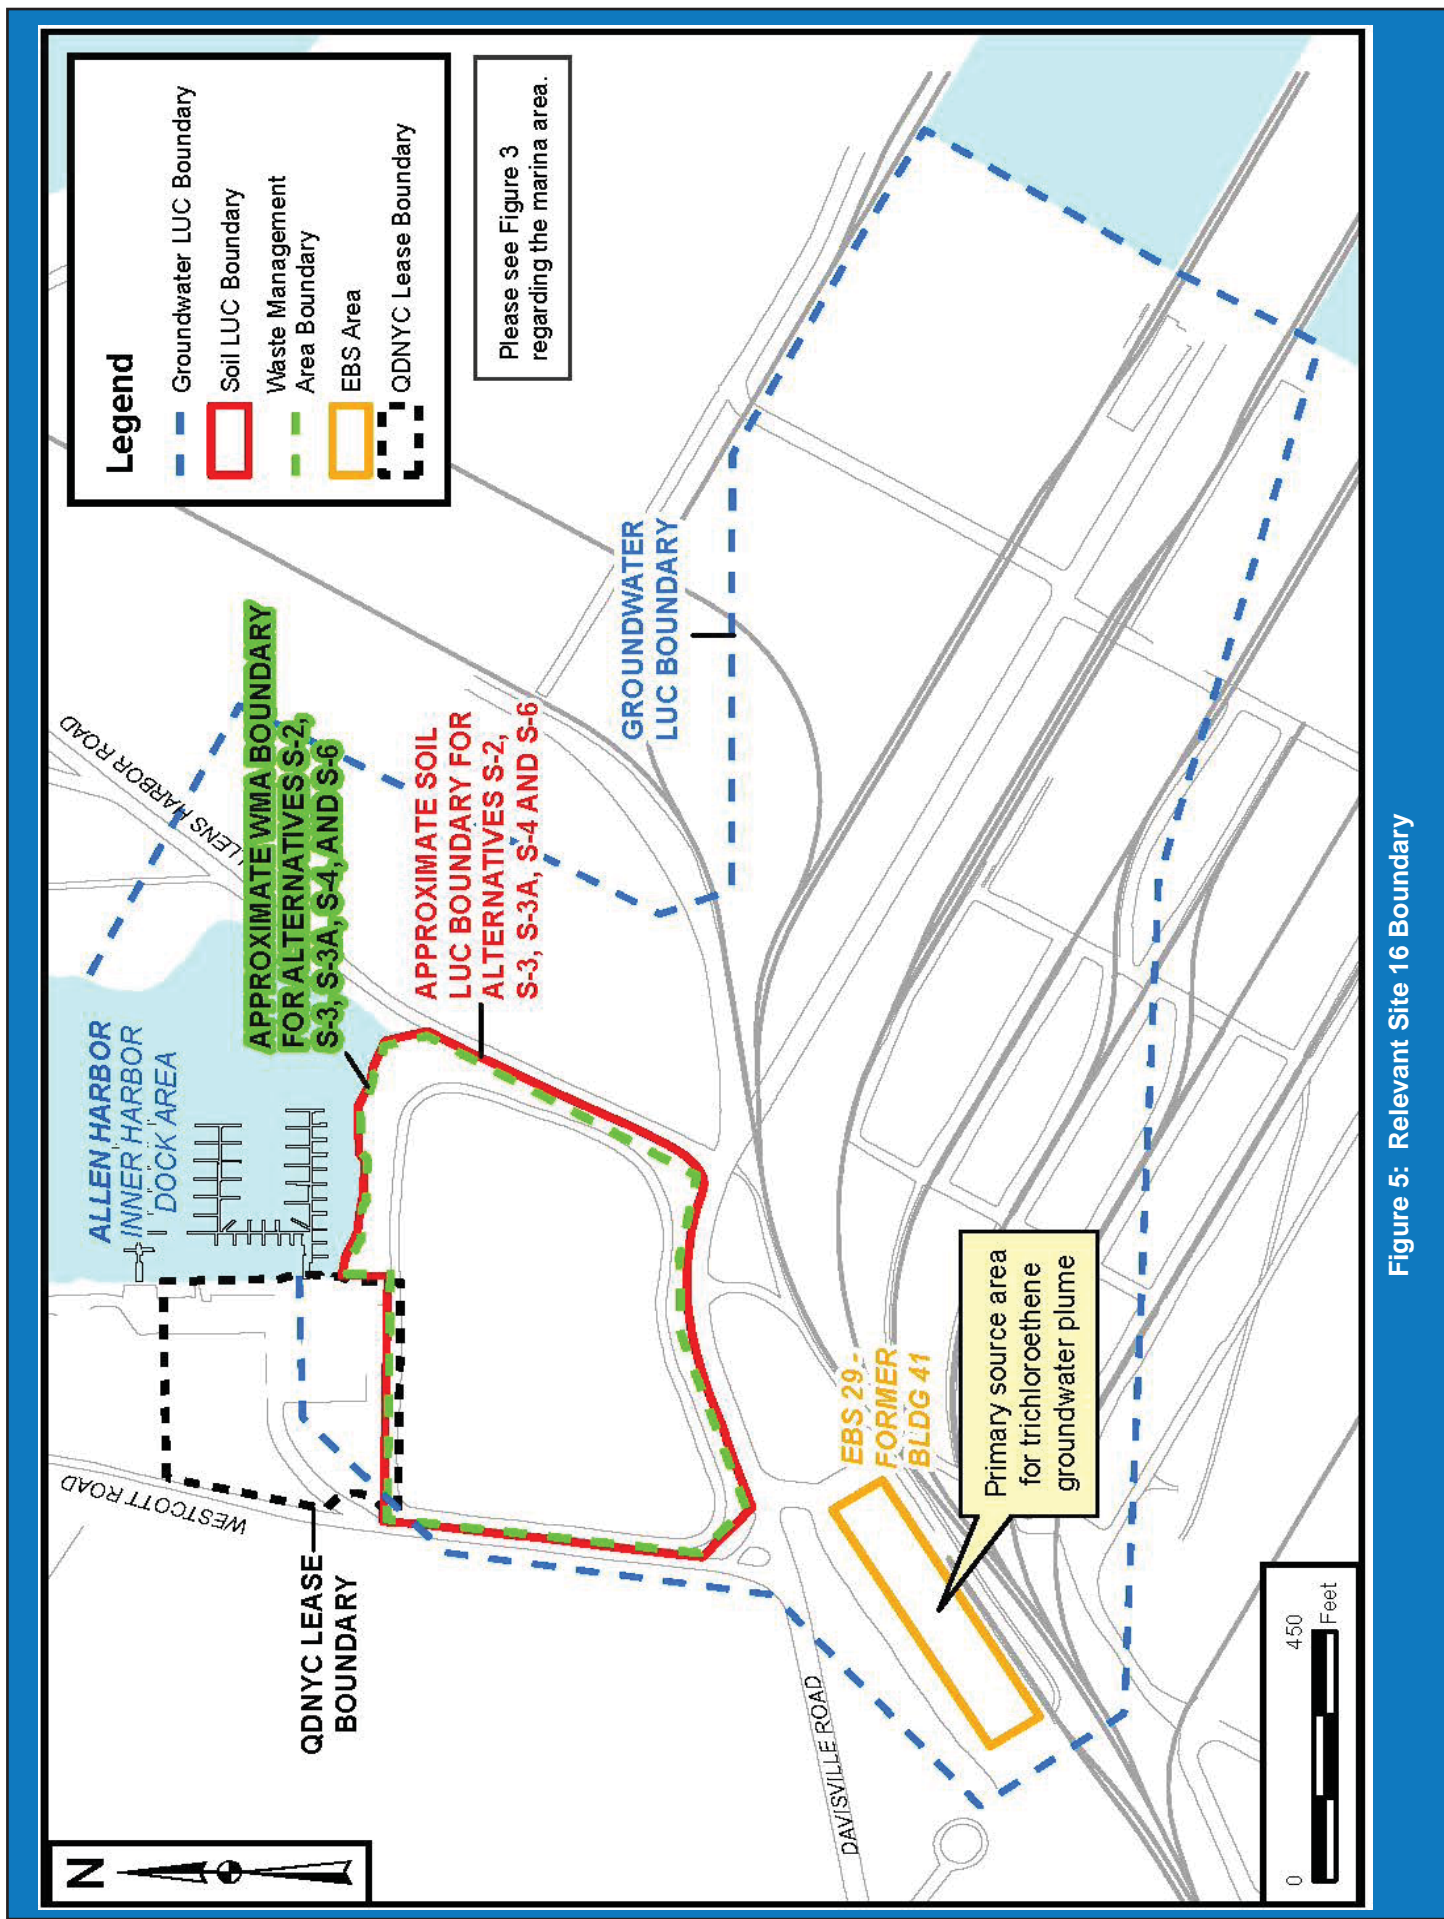 Legend
Groundwater LUC Boundary
Soil LUC Boundary
Waste Management
Area Boundary
EBS Area
QDNYC Lease Boundary
Please see Figure 3
regarding the marina area.
N
WESTCOTT ROAD
QDNYC LEASE
BOUNDARY
ALLEN HARBOR
INNER HARBOR
DOCK AREA
LLENS HARBOR ROAD
APPROXIMATE WMA BOUNDARY
FOR ALTERNATIVES S-2,
S-3, S-3A, S-4, AND S-6
APPROXIMATE SOIL
LUC BOUNDARY FOR
ALTERNATIVES S-2,
S-3, S-3A, S-4 AND S-6
GROUNDWATER
LUC BOUNDARY
DAVISVILLE ROAD
EBS 29 -
FORMER
BLDG 41
Primary source area
for trichloroethene
groundwater plume
0
450
Feet
Figure 5: Relevant Site 16 Boundary